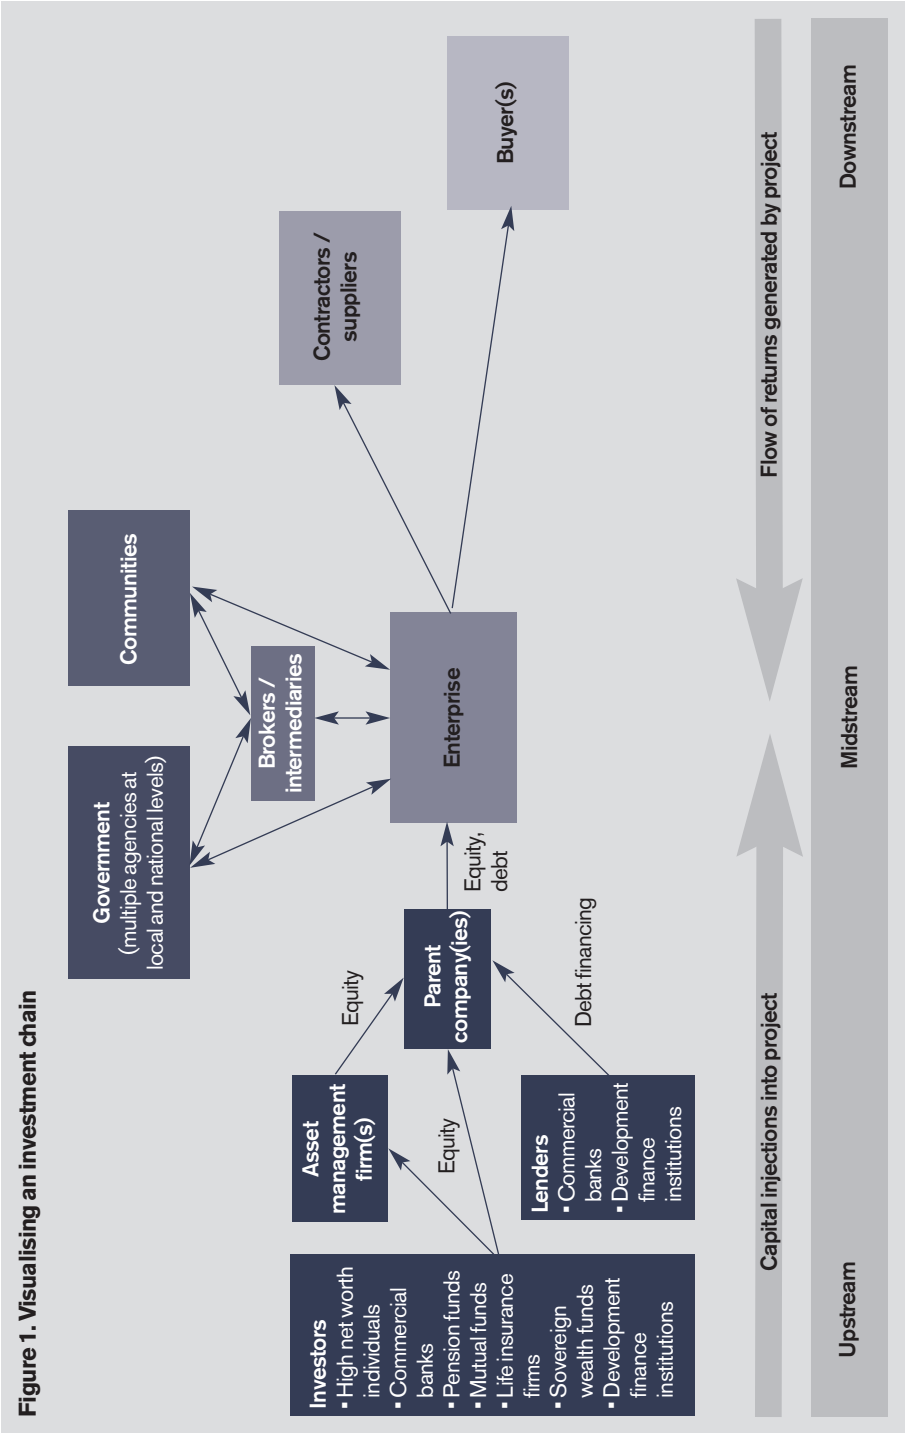 Figure 1. Visualising an investment chain
Government
(multiple agencies at
local and national levels)
Communities
Brokers /
intermediaries
Investors
▪ High net worth
individuals
▪ Commercial
banks
▪ Pension funds
▪ Mutual funds
▪ Life insurance
firms
▪ Sovereign
wealth funds
▪ Development
finance
institutions
Asset
management
firm(s)
Equity
Equity
Lenders
▪ Commercial
banks
▪ Development
finance
institutions
Debt financing
Parent
company(ies)
Equity,
debt
Enterprise
Contractors /
suppliers
Buyer(s)
Capital injections into project
Flow of returns generated by project
Upstream
Midstream
Downstream